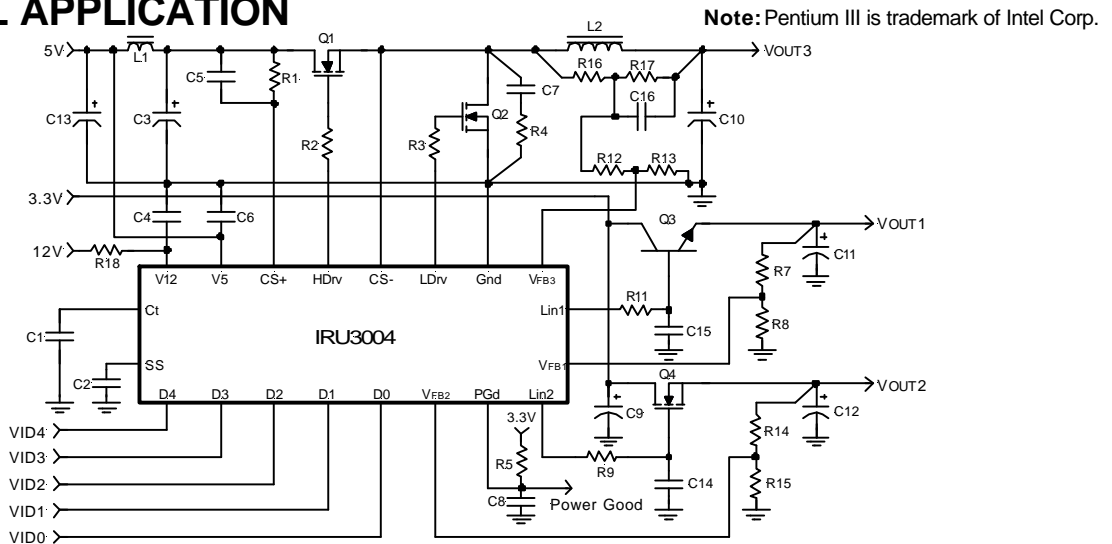 L APPLICATION
Note: Pentium III is trademark of Intel Corp.
5V
L1
Q1
L2
VOUT3
C5
R1
R16
R17
C7
C16
C13
C3
Q2
C10
R2
R3
R4
R12
R13
3.3V
C4
C6
Q3
VOUT1
12V
R18
R7
C11
V12
V5
CS+
HDrv
CS-
LDrv
Gnd
VFB3
Ct
Lin1
R11
R8
C1
IRU3004
C15
SS
VFB1
C2
Q4
VOUT2
D4
D3
D2
D1
D0
VFB2
PGd
Lin2
3.3V
C9
C12
VID4
R14
VID3
R5
R9
VID2
C14
R15
C8
Power Good
VID1
VID0